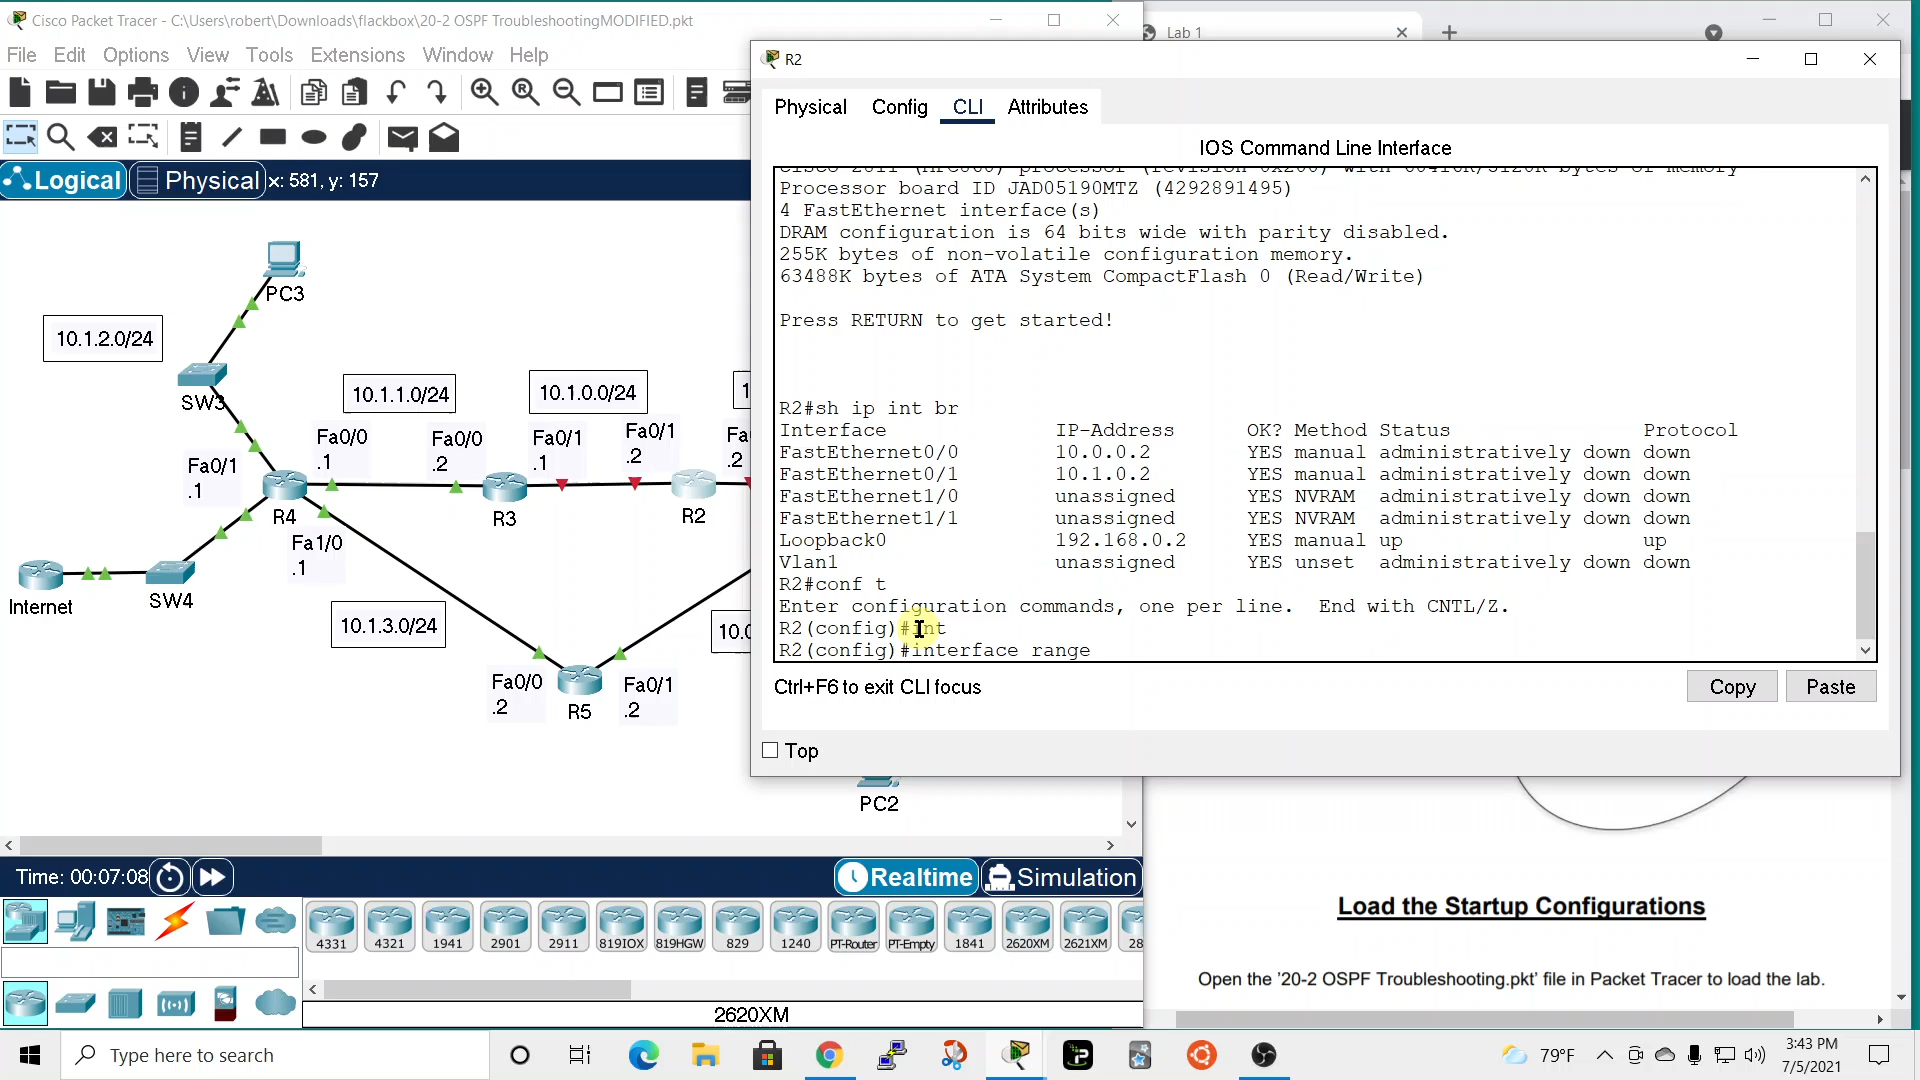 Cisco Packet Tracer - C:\Users\robert\Downloads\flackbox\20-2 OSPF TroubleshootingMODIFIED.pkt
File Edit Options View Tools Extensions Window Help
Logical Physical x: 581, y: 157
PC3
10.1.2.0/24
SW3
10.1.1.0/24
10.1.0.0/24
Fa0/0
.1
Fa0/0
.2
Fa0/1
.1
Fa0/1
.2
Fa
.2
Fa0/1
.1
R4
R3
R2
Fa1/0
.1
Internet
SW4
10.1.3.0/24
10.0
Fa0/0
.2
R5
Fa0/1
.2
PC2
Time: 00:07:08
Realtime Simulation
4331 4321 1941 2901 2911 819IOX 819HGW 829 1240 PT-Router PT-Empty 1841 2620XM 2621XM 28
2620XM
Lab 1
R2
Physical Config CLI Attributes
IOS Command Line Interface
Processor board ID JAD05190MTZ (4292891495)
4 FastEthernet interface(s)
DRAM configuration is 64 bits wide with parity disabled.
255K bytes of non-volatile configuration memory.
63488K bytes of ATA System CompactFlash 0 (Read/Write)
Press RETURN to get started!
R2#sh ip int br
Interface IP-Address OK? Method Status Protocol
FastEthernet0/0 10.0.0.2 YES manual administratively down down
FastEthernet0/1 10.1.0.2 YES manual administratively down down
FastEthernet1/0 unassigned YES NVRAM administratively down down
FastEthernet1/1 unassigned YES NVRAM administratively down down
Loopback0 192.168.0.2 YES manual up up
Vlan1 unassigned YES unset administratively down down
R2#conf t
Enter configuration commands, one per line. End with CNTL/Z.
R2(config)#int
R2(config)#interface range
Ctrl+F6 to exit CLI focus
Copy Paste
Top
Load the Startup Configurations
Open the '20-2 OSPF Troubleshooting.pkt' file in Packet Tracer to load the lab.
Type here to search
79°F
3:43 PM
7/5/2021